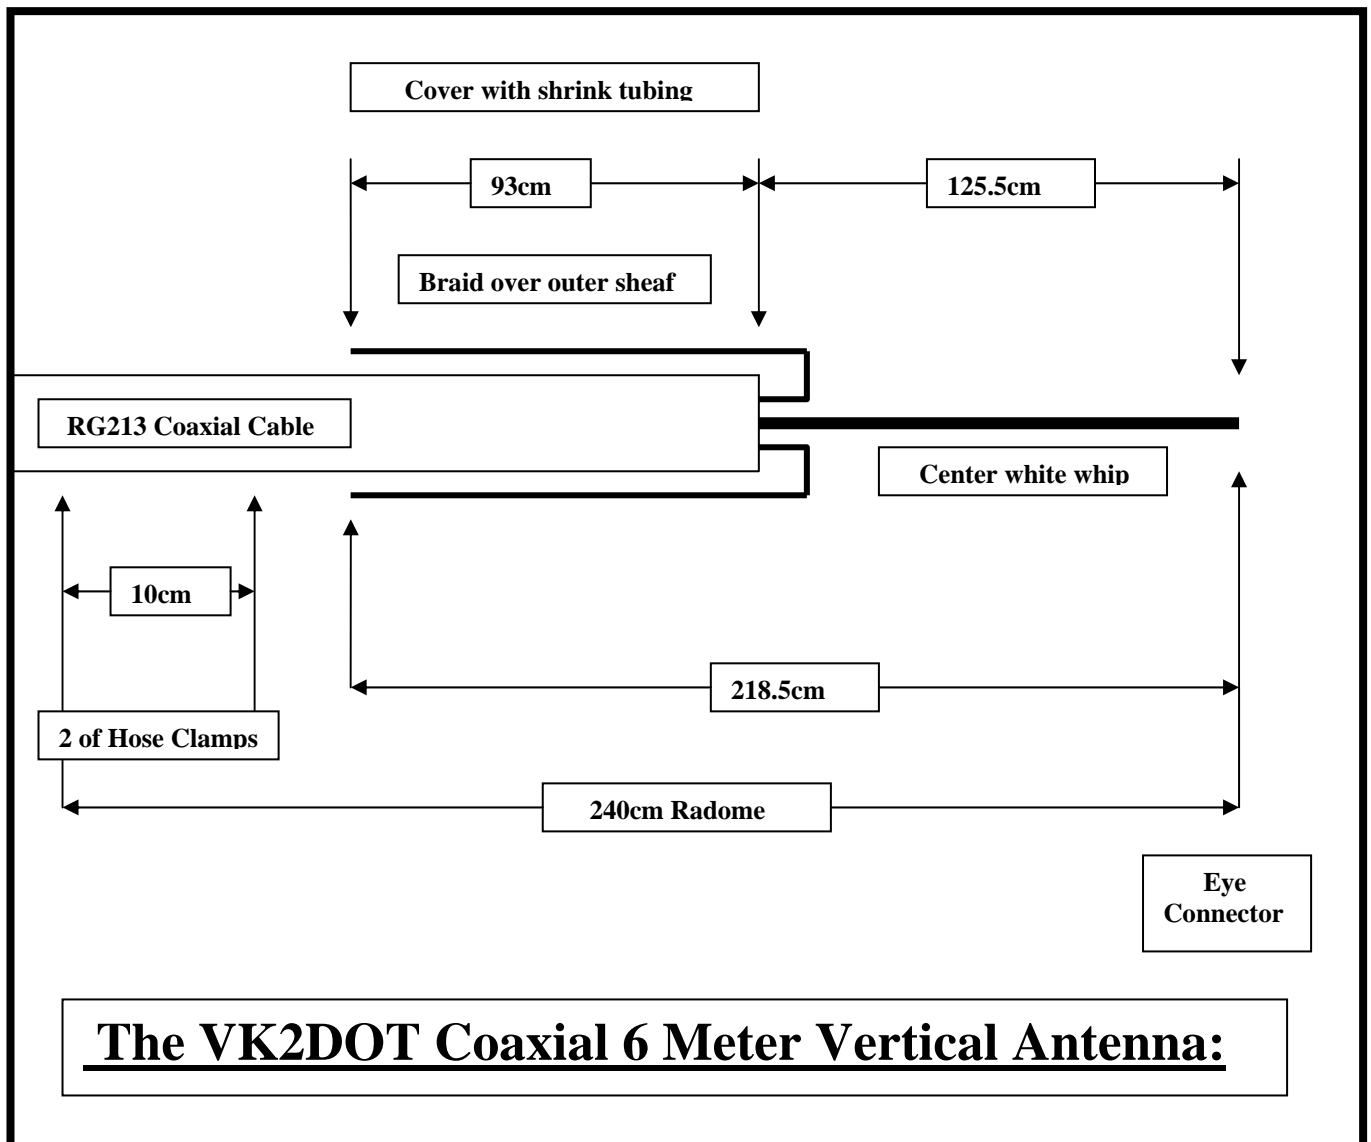 Cover with shrink tubing
93cm
125.5cm
Braid over outer sheaf
RG213 Coaxial Cable
Center white whip
10cm
218.5cm
2 of Hose Clamps
240cm Radome
Eye
Connector
The VK2DOT Coaxial 6 Meter Vertical Antenna: